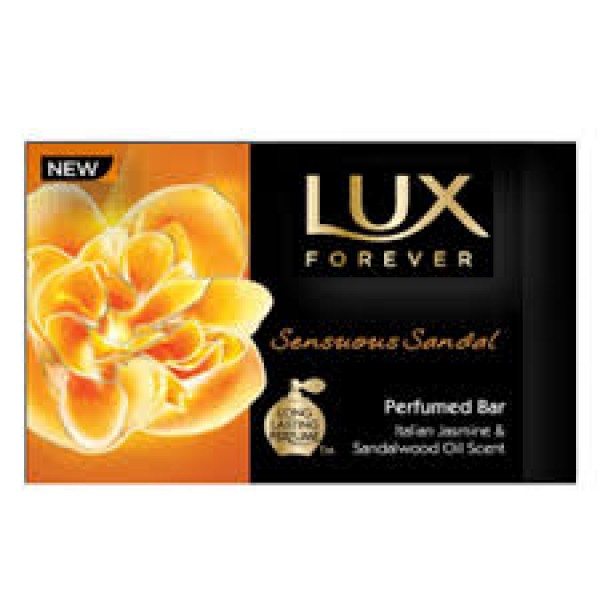 NEW
LUX
FOREVER
Sensuous Sandal
LONG
LASTING
PERFUME
Perfumed Bar
Italian Jasmine &
Sandalwood Oil Scent